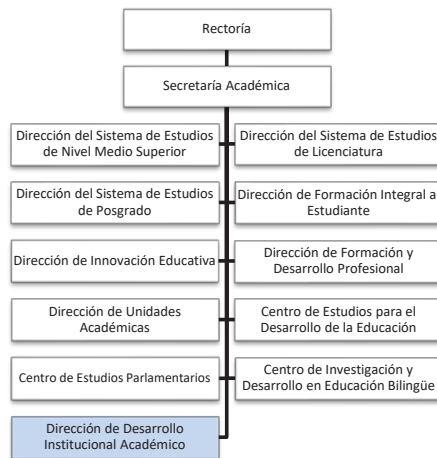 Rectoría
Secretaría Académica
Dirección del Sistema de Estudios
de Nivel Medio Superior
Dirección del Sistema de Estudios
de Licenciatura
Dirección del Sistema de Estudios
de Posgrado
Dirección de Formación Integral a
Estudiante
Dirección de Innovación Educativa
Dirección de Formación y
Desarrollo Profesional
Dirección de Unidades
Académicas
Centro de Estudios para el
Desarrollo de la Educación
Centro de Estudios Parlamentarios
Centro de Investigación y
Desarrollo en Educación Bilingüe
Dirección de Desarrollo
Institucional Académico